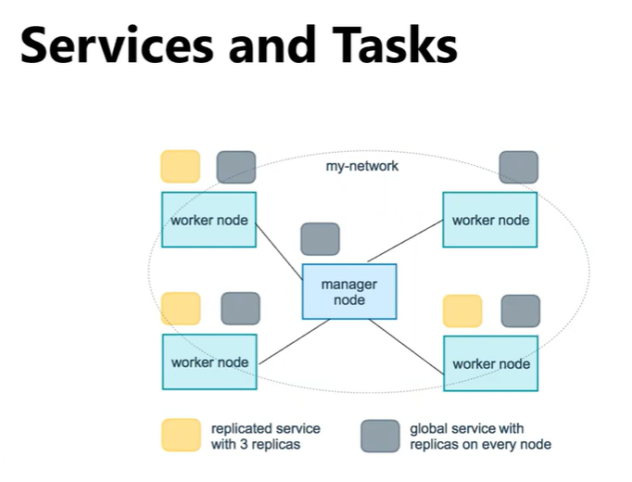 Services and Tasks
my-network
worker node
worker node
manager
node
worker node
worker node
replicated service
with 3 replicas
global service with
replicas on every node